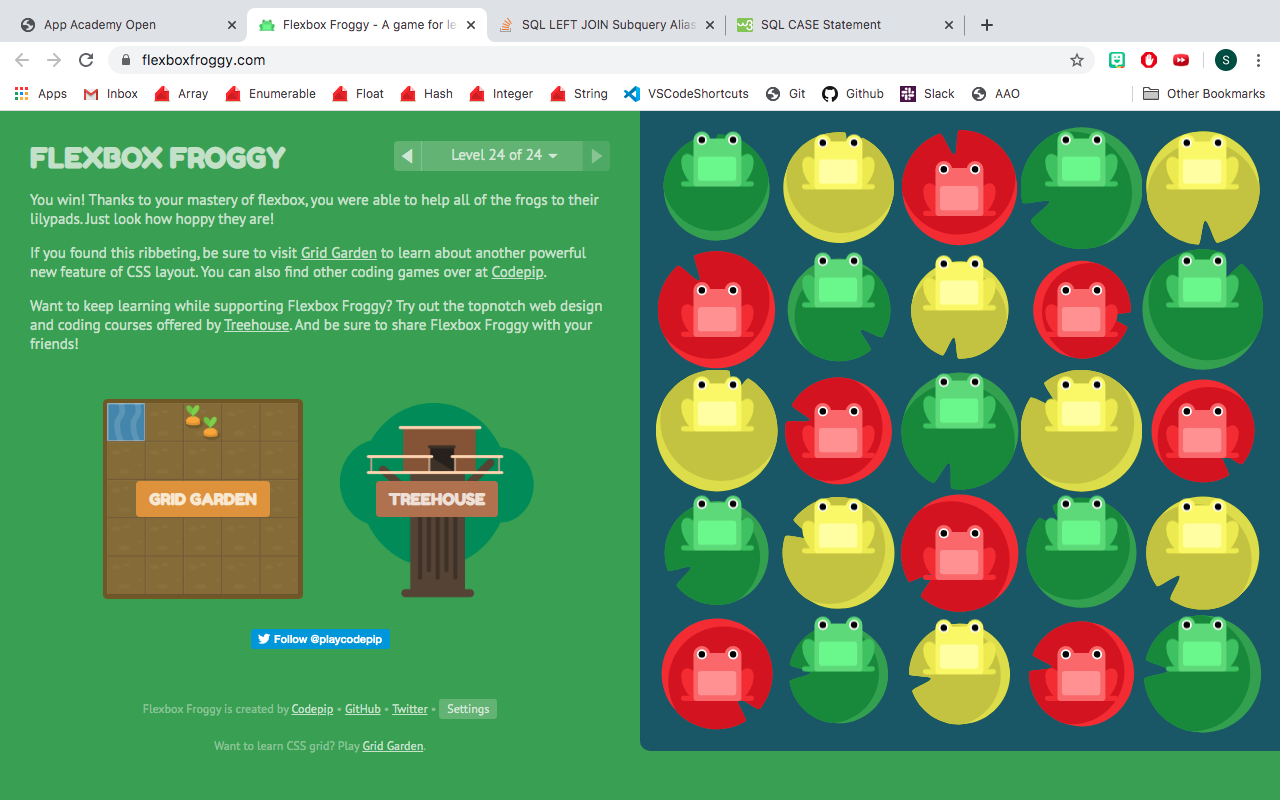 App Academy Open
Flexbox Froggy - A game for le
SQL LEFT JOIN Subquery Alias
SQL CASE Statement
flexboxfroggy.com
S
Apps
Inbox
Array
Enumerable
Float
Hash
Integer
String
VSCodeShortcuts
Git
Github
Slack
AAO
Other Bookmarks
FLEXBOX FROGGY
Level 24 of 24
You win! Thanks to your mastery of flexbox, you were able to help all of the frogs to their
lilypads. Just look how hoppy they are!
If you found this ribbeting, be sure to visit Grid Garden to learn about another powerful
new feature of CSS layout. You can also find other coding games over at Codepip.
Want to keep learning while supporting Flexbox Froggy? Try out the topnotch web design
and coding courses offered by Treehouse. And be sure to share Flexbox Froggy with your
friends!
GRID GARDEN
TREEHOUSE
Follow @playcodepip
Flexbox Froggy is created by Codepip • GitHub • Twitter • Settings
Want to learn CSS grid? Play Grid Garden.